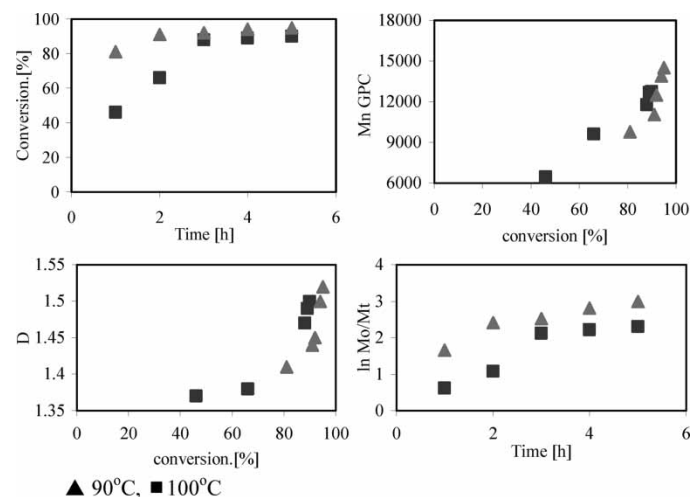 100
80
60
40
20
0
Conversion.[%]
0 2 4 6
Time [h]
18000
15000
12000
9000
6000
Mn GPC
0 20 40 60 80 100
conversion [%]
1.55
1.5
1.45
1.4
1.35
D
0 20 40 60 80 100
conversion.[%]
4
3
2
1
0
ln Mo/Mt
0 2 4 6
Time [h]
90°C, 100°C